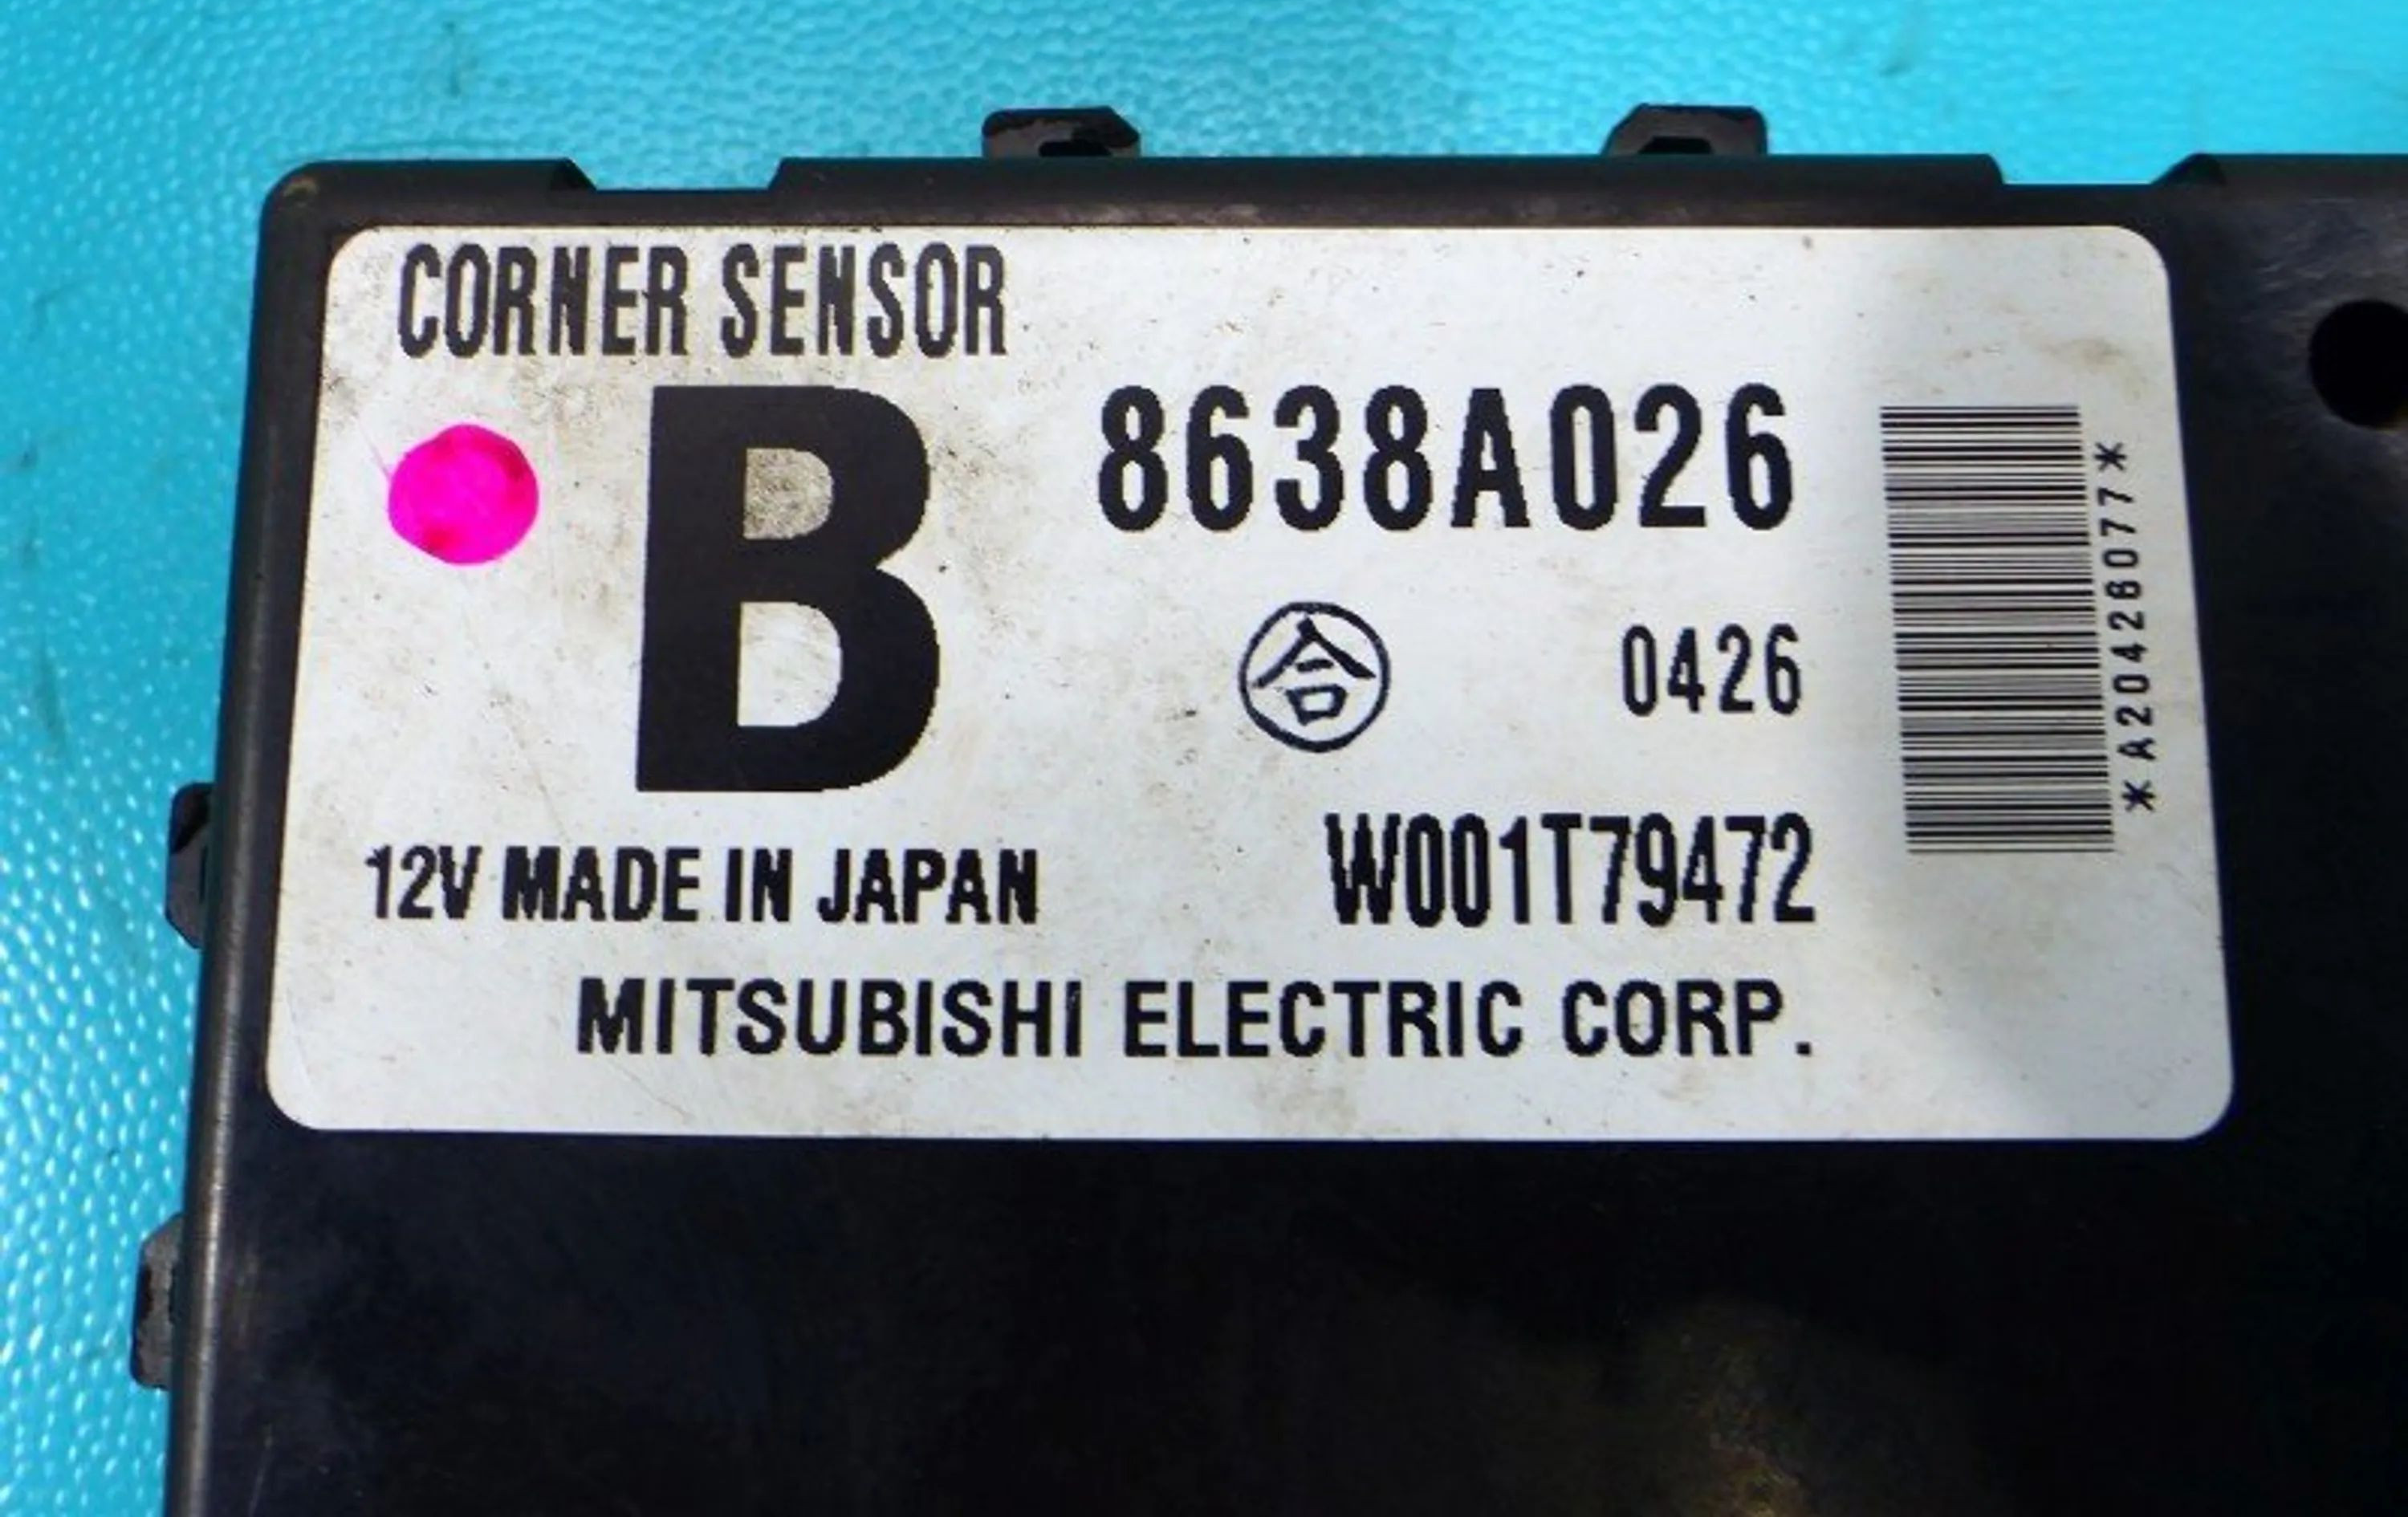 CORNER SENSOR
B
8638A026
合
0426
*A20428077*
12V MADE IN JAPAN
W001T79472
MITSUBISHI ELECTRIC CORP.